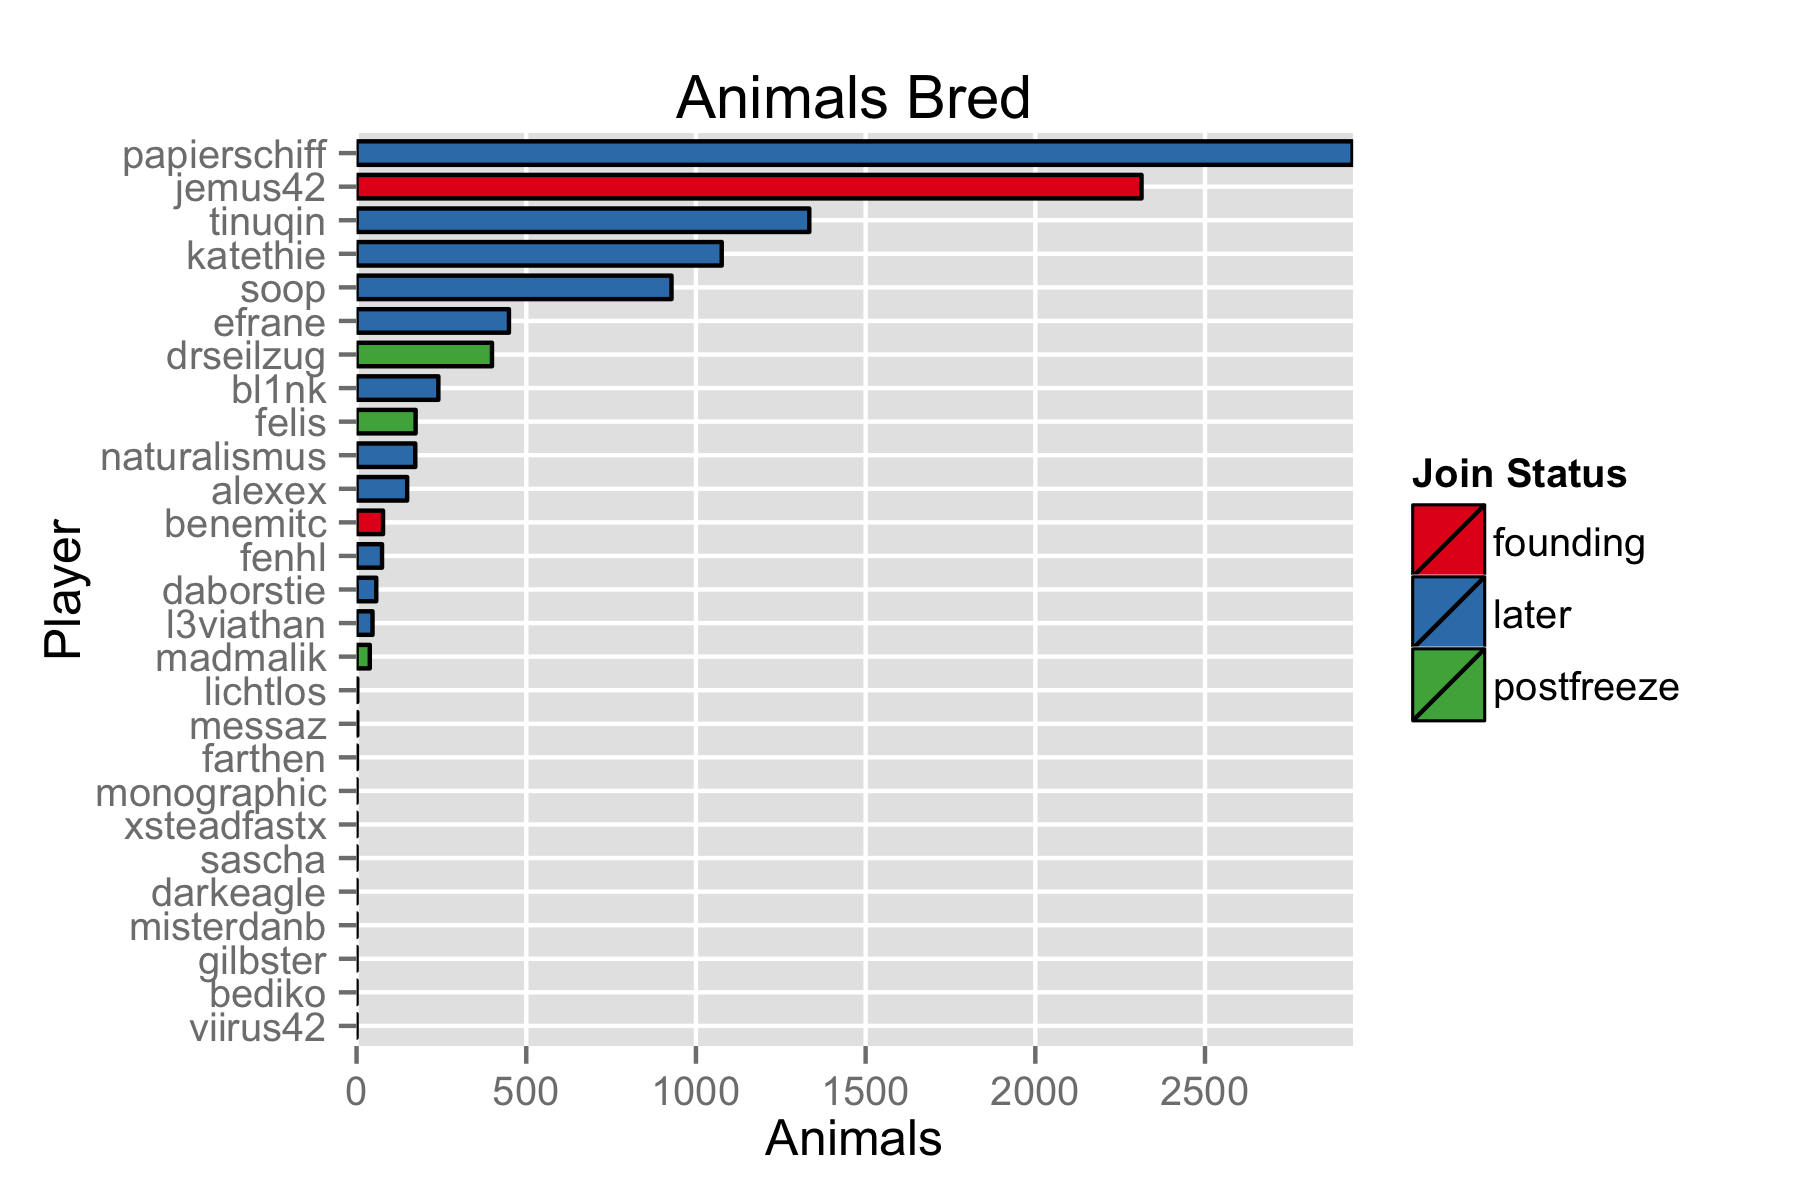 Animals Bred
Player
papierschiff
jemus42
tinuqin
katethie
soop
efrane
drseilzug
bl1nk
felis
naturalismus
alexex
benemitc
fenhl
daborstie
l3viathan
madmalik
lichtlos
messaz
farthen
monographic
xsteadfastx
sascha
darkeagle
misterdanb
gilbster
bediko
viirus42
0 500 1000 1500 2000 2500
Animals
Join Status
founding
later
postfreeze